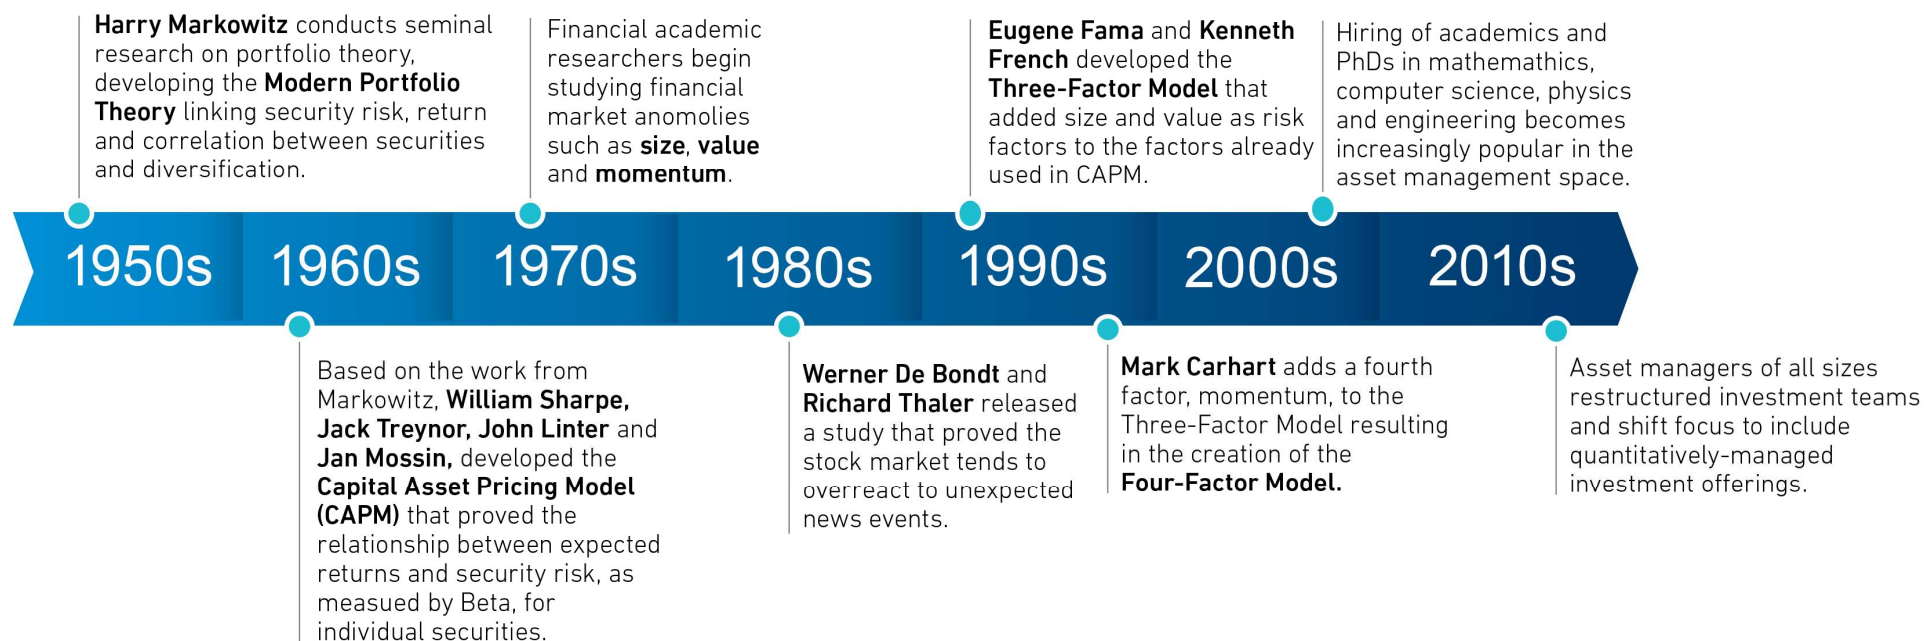 Harry Markowitz conducts seminal
research on portfolio theory,
developing the Modern Portfolio
Theory linking security risk, return
and correlation between securities
and diversification.
Financial academic
researchers begin
studying financial
market anomolies
such as size, value
and momentum.
Eugene Fama and Kenneth
French developed the
Three-Factor Model that
added size and value as risk
factors to the factors already
used in CAPM.
Hiring of academics and
PhDs in mathemathics,
computer science, physics
and engineering becomes
increasingly popular in the
asset management space.
1950s
1960s
1970s
1980s
1990s
2000s
2010s
Based on the work from
Markowitz, William Sharpe,
Jack Treynor, John Linter and
Jan Mossin, developed the
Capital Asset Pricing Model
(CAPM) that proved the
relationship between expected
returns and security risk, as
measued by Beta, for
individual securities.
Werner De Bondt and
Richard Thaler released
a study that proved the
stock market tends to
overreact to unexpected
news events.
Mark Carhart adds a fourth
factor, momentum, to the
Three-Factor Model resulting
in the creation of the
Four-Factor Model.
Asset managers of all sizes
restructured investment teams
and shift focus to include
quantitatively-managed
investment offerings.